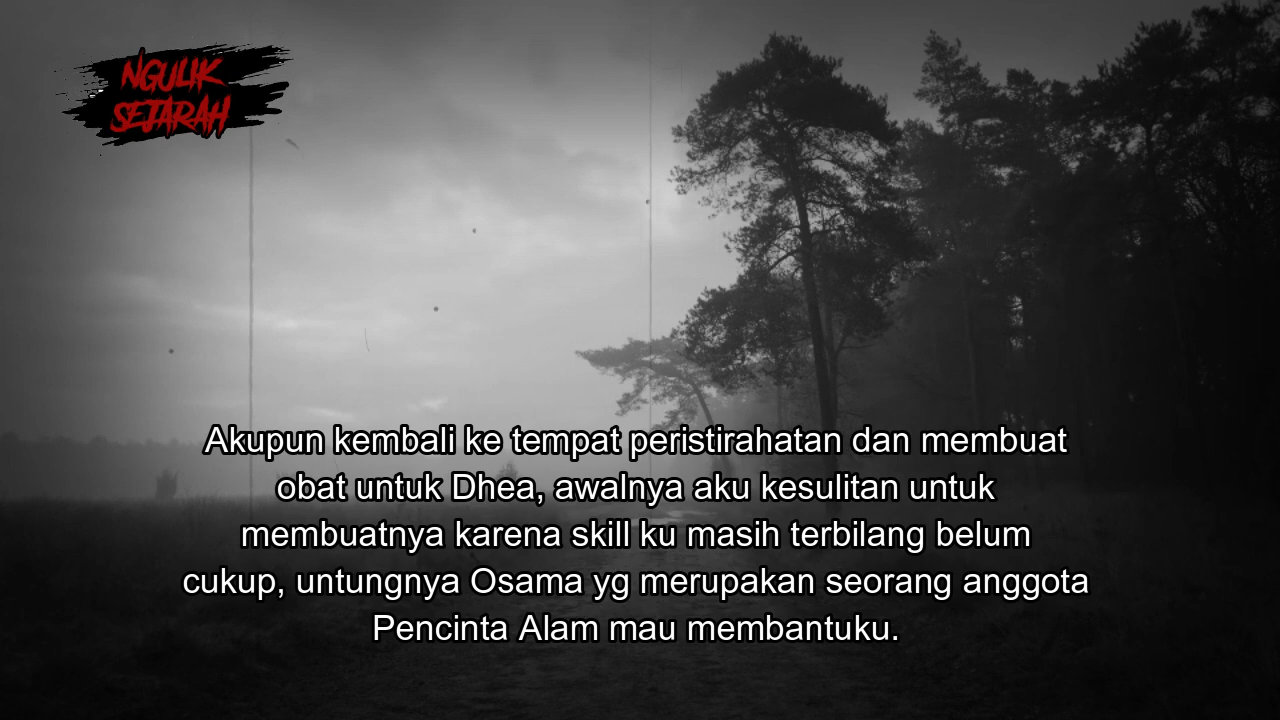 NGULIK
SEJARAH
Akupun kembali ke tempat peristirahatan dan membuat
obat untuk Dhea, awalnya aku kesulitan untuk
membuatnya karena skill ku masih terbilang belum
cukup, untungnya Osama yg merupakan seorang anggota
Pencinta Alam mau membantuku.